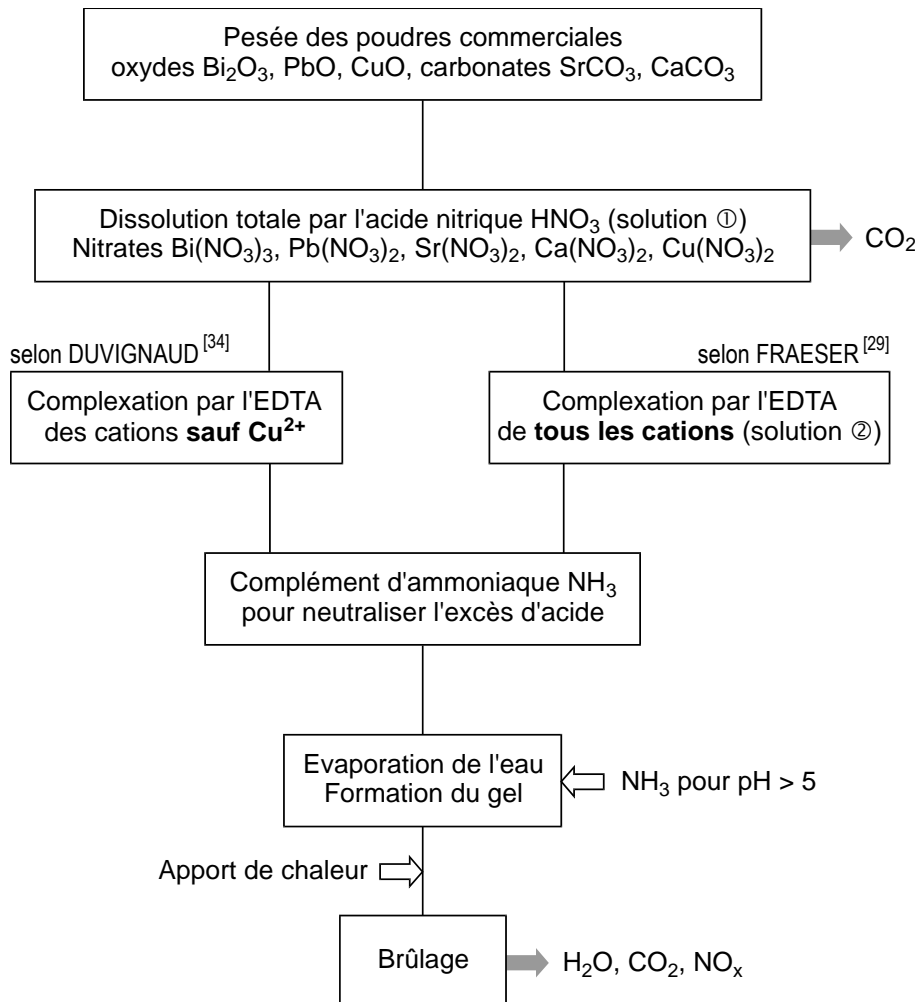 Pesée des poudres commerciales
oxydes Bi₂O₃, PbO, CuO, carbonates SrCO₃, CaCO₃
Dissolution totale par l'acide nitrique HNO₃ (solution ①)
Nitrates Bi(NO₃)₃, Pb(NO₃)₂, Sr(NO₃)₂, Ca(NO₃)₂, Cu(NO₃)₂
CO₂
selon DUVIGNAUD [34]
Complexation par l'EDTA
des cations sauf Cu²⁺
selon FRAESER [29]
Complexation par l'EDTA
de tous les cations (solution ②)
Complément d'ammoniaque NH₃
pour neutraliser l'excès d'acide
Evaporation de l'eau
Formation du gel
NH₃ pour pH > 5
Apport de chaleur
Brûlage
H₂O, CO₂, NOₓ